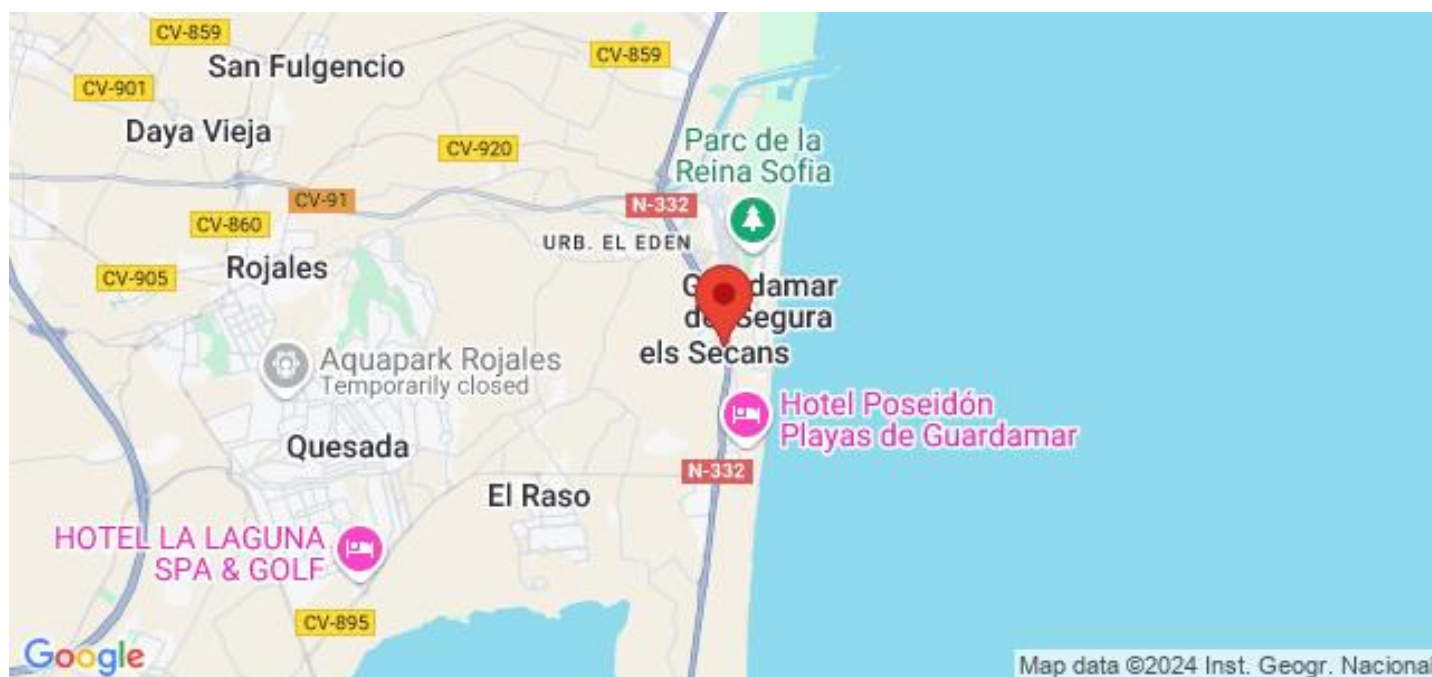 CV-859
San Fulgencio
CV-859
CV-901
Daya Vieja
CV-920
Parc de la
Reina Sofia
CV-91
N-332
CV-860
URB. EL EDEN
Rojales
CV-905
Guardamar
del Segura
els Secans
Aquapark Rojales
Temporarily closed
Hotel Poseidón
Playas de Guardamar
Quesada
N-332
El Raso
HOTEL LA LAGUNA
SPA & GOLF
CV-895
Google
Map data ©2024 Inst. Geogr. Nacional